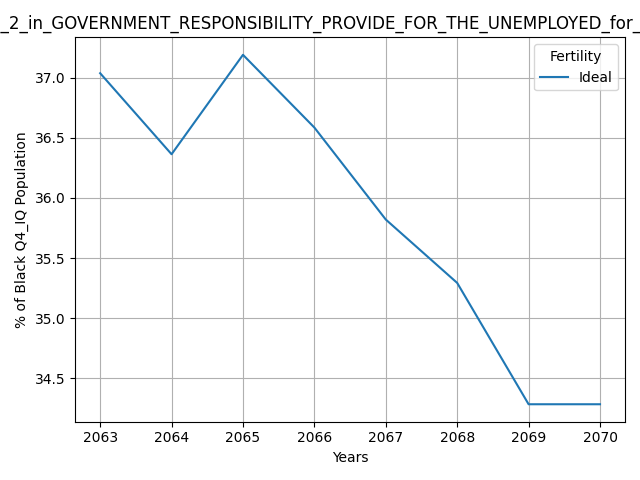 _2_in_GOVERNMENT_RESPONSIBILITY_PROVIDE_FOR_THE_UNEMPLOYED_for_
Fertility
Ideal
% of Black Q4_IQ Population
37.0
36.5
36.0
35.5
35.0
34.5
2063 2064 2065 2066 2067 2068 2069 2070
Years